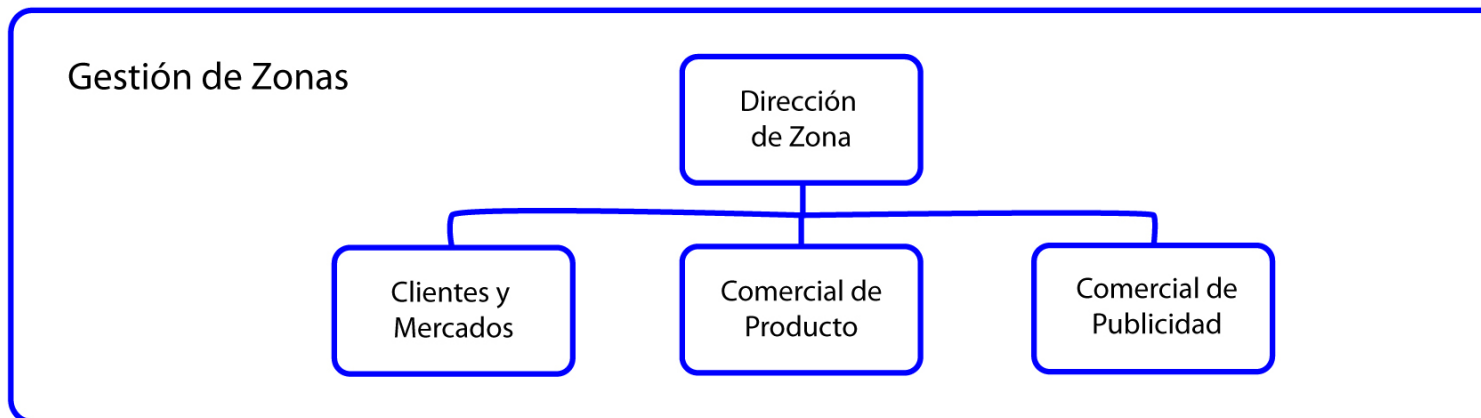 Gestión de Zonas
Dirección
de Zona
Clientes y
Mercados
Comercial de
Producto
Comercial de
Publicidad